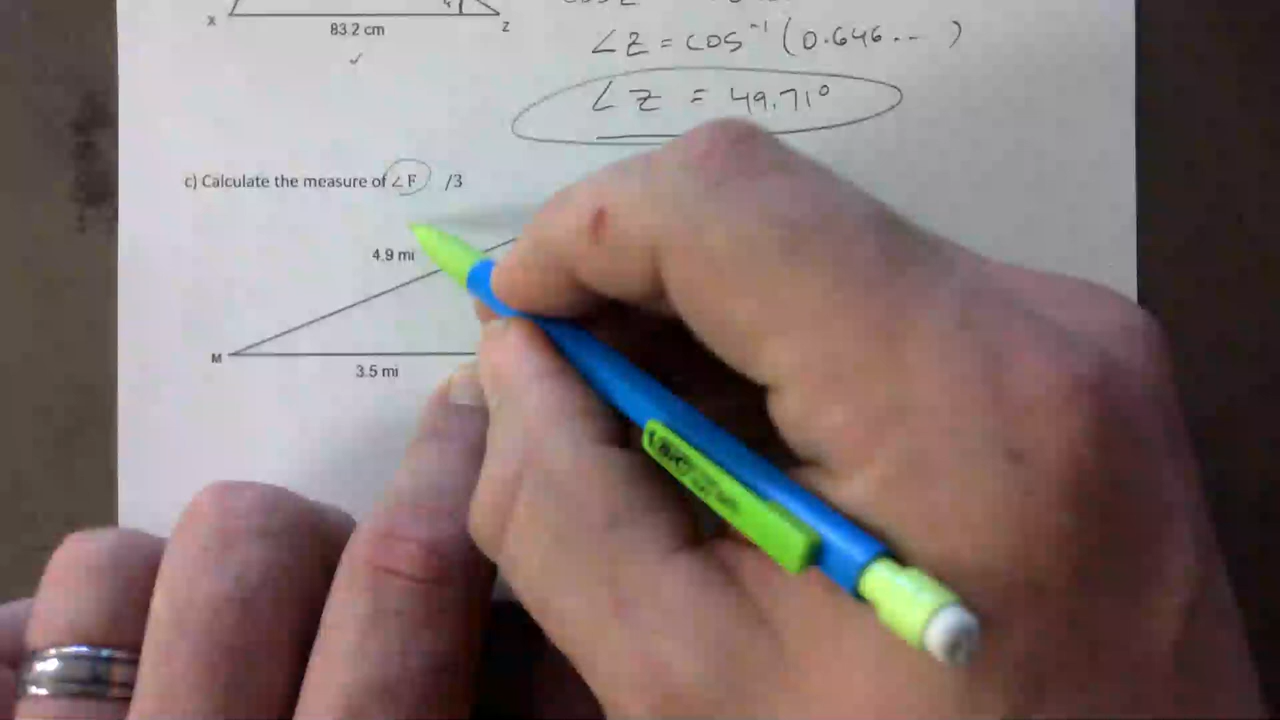 X
83.2 cm
Z
∠Z = cos⁻¹ (0.646.. )
∠Z = 49.71°
c) Calculate the measure of ∠F /3
4.9 mi
M
3.5 mi